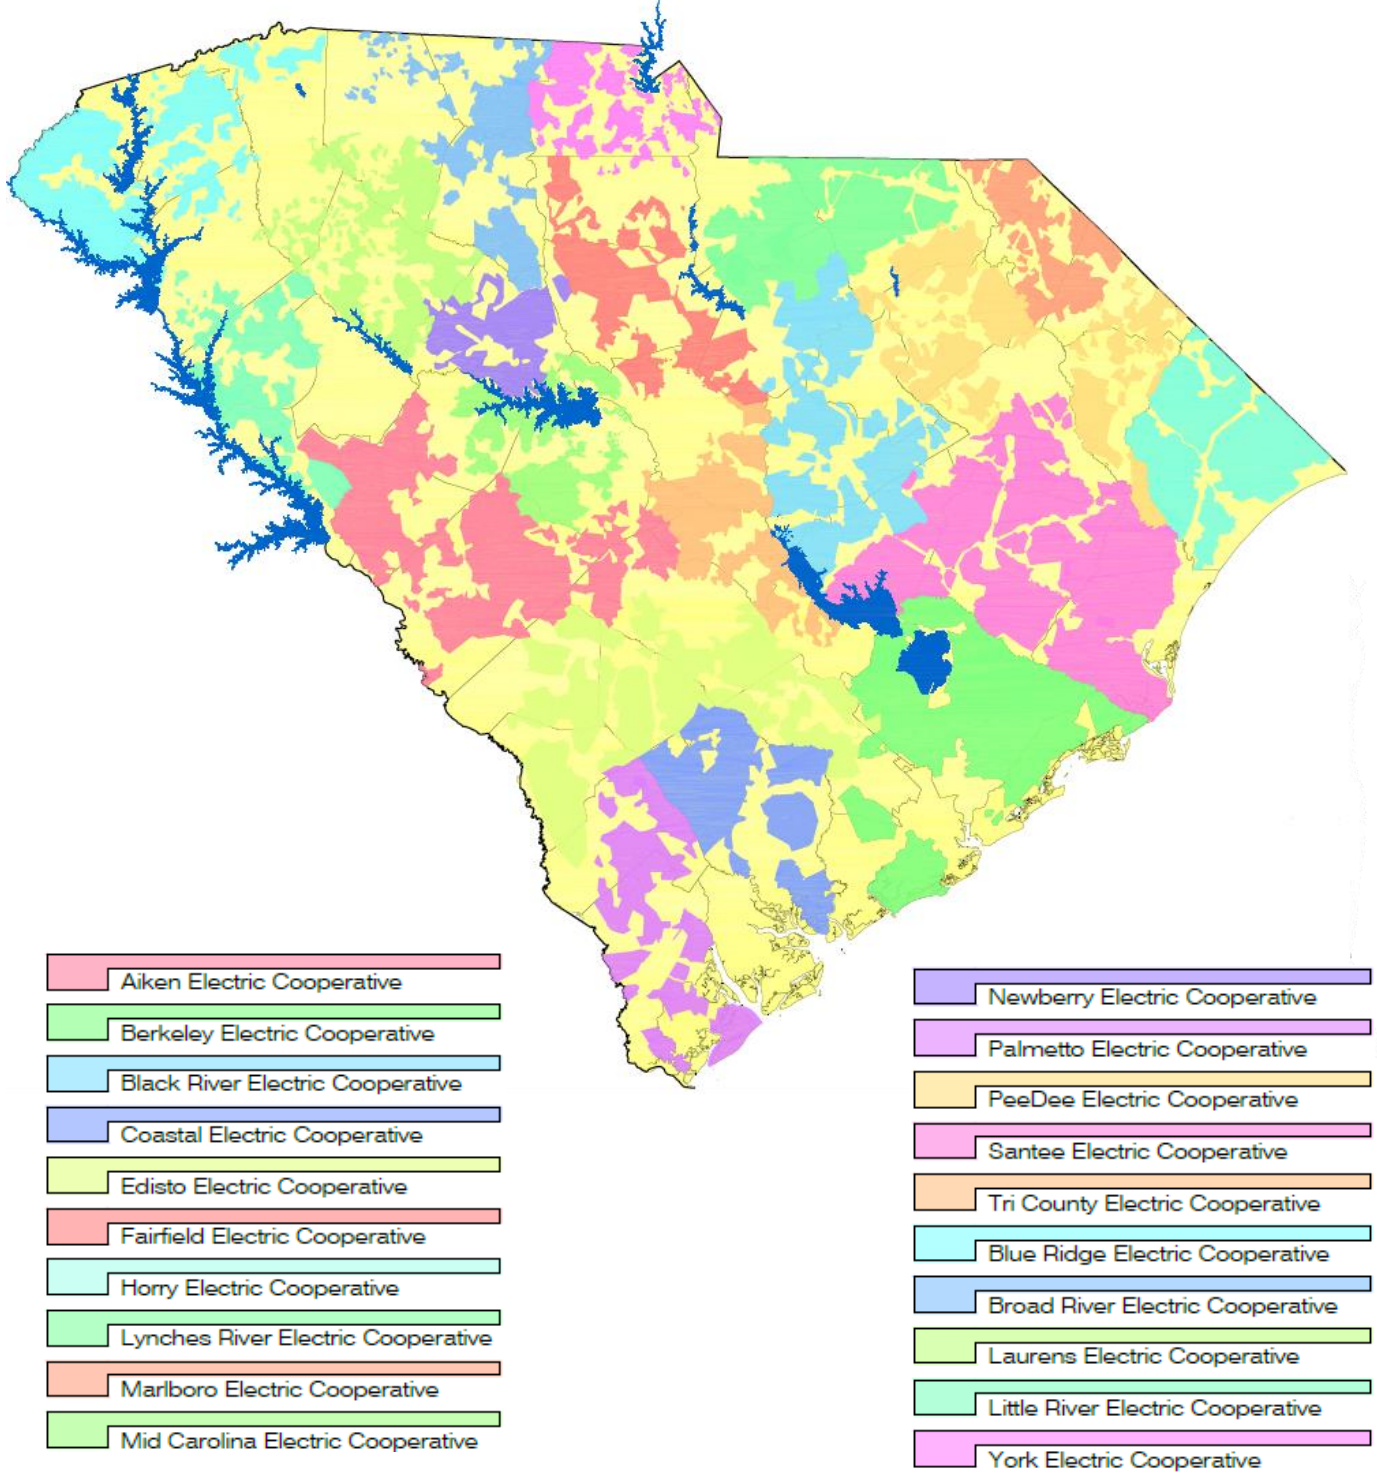 Aiken Electric Cooperative
Berkeley Electric Cooperative
Black River Electric Cooperative
Coastal Electric Cooperative
Edisto Electric Cooperative
Fairfield Electric Cooperative
Horry Electric Cooperative
Lynches River Electric Cooperative
Marlboro Electric Cooperative
Mid Carolina Electric Cooperative
Newberry Electric Cooperative
Palmetto Electric Cooperative
PeeDee Electric Cooperative
Santee Electric Cooperative
Tri County Electric Cooperative
Blue Ridge Electric Cooperative
Broad River Electric Cooperative
Laurens Electric Cooperative
Little River Electric Cooperative
York Electric Cooperative